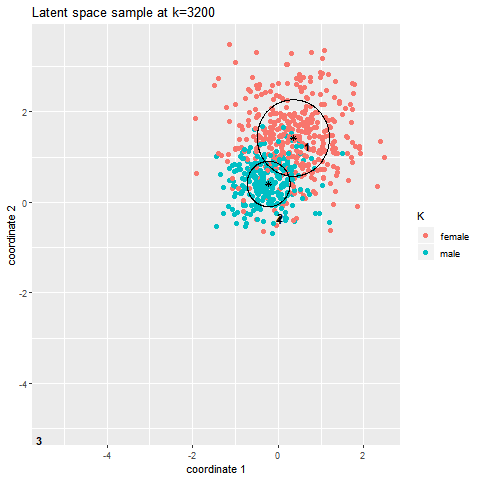 Latent space sample at k=3200
2
0
-2
-4
coordinate 2
1
3
-4
-2
0
2
coordinate 1
K
female
male